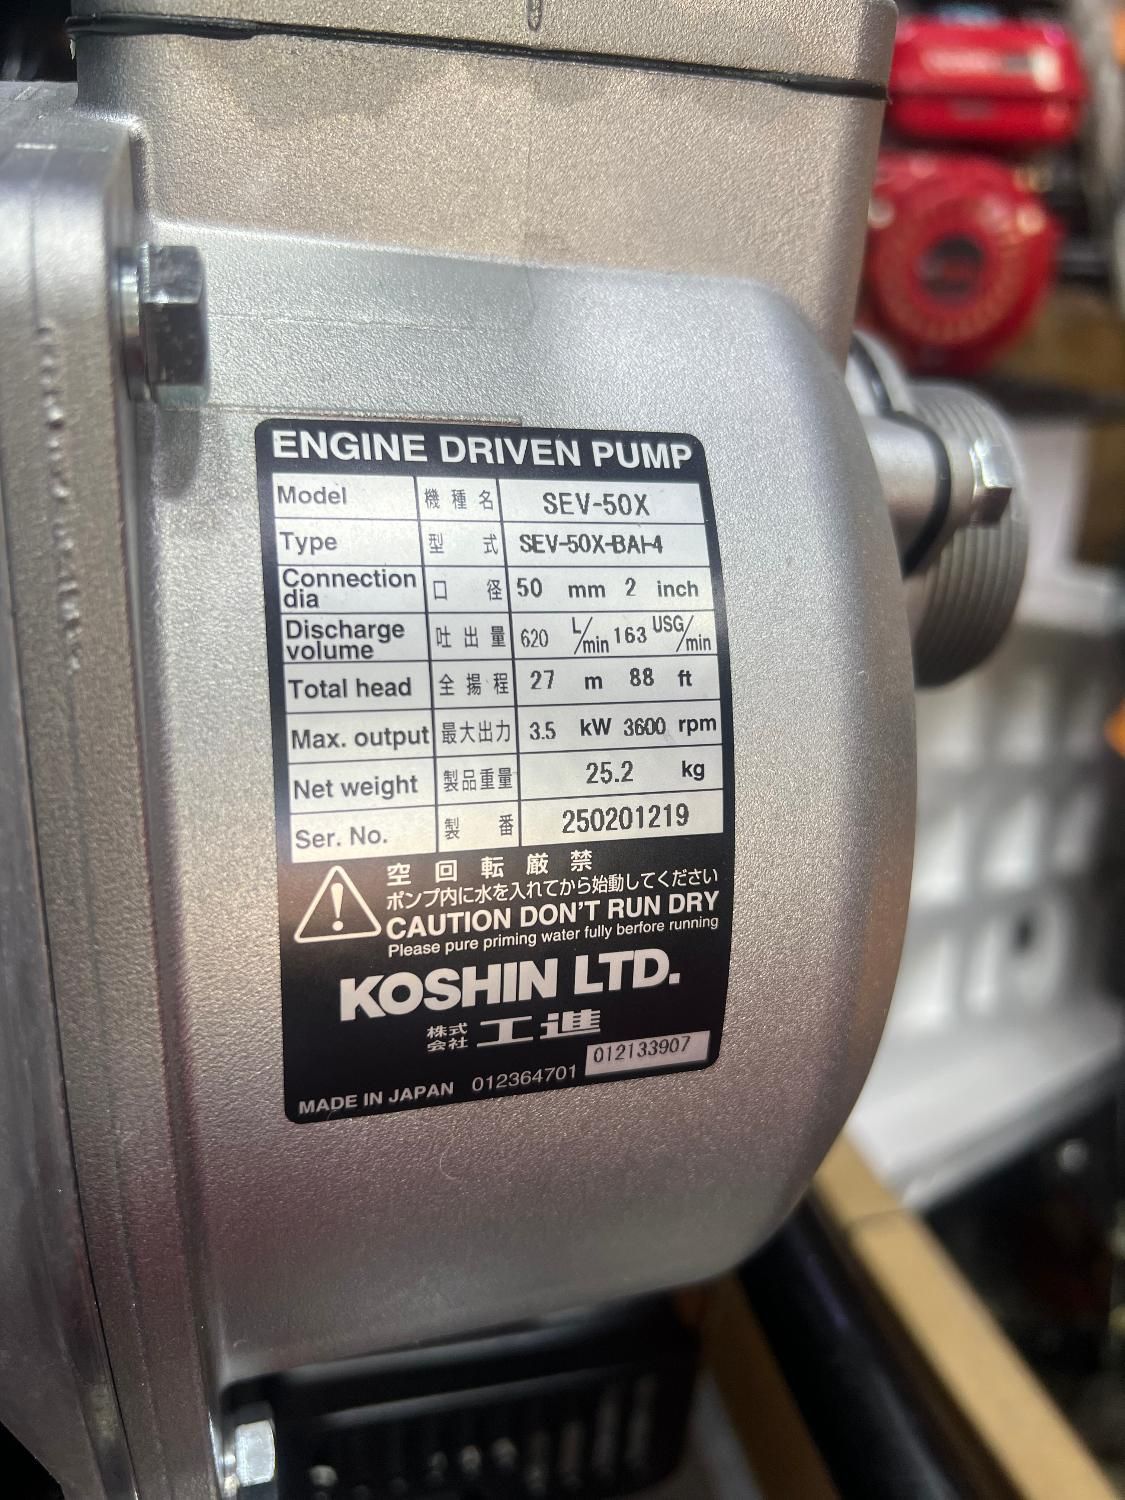 ENGINE DRIVEN PUMP
Model 機種名 SEV-50X
Type 型式 SEV-50X-BAI-4
Connection dia 口径 50 mm 2 inch
Discharge volume 吐出量 620 L/min 163 USG/min
Total head 全揚程 27 m 88 ft
Max. output 最大出力 3.5 kW 3600 rpm
Net weight 製品重量 25.2 kg
Ser. No. 製番 250201219
空回転厳禁
ポンプ内に水を入れてから始動してください
CAUTION DON'T RUN DRY
Please pure priming water fully berfore running
KOSHIN LTD.
株式会社 工進
MADE IN JAPAN 012364701 012133907